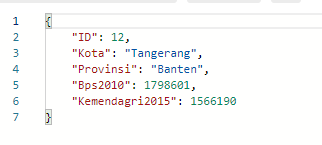 1 {
2 "ID": 12,
3 "Kota": "Tangerang",
4 "Provinsi": "Banten",
5 "Bps2010": 1798601,
6 "Kemendagri2015": 1566190
7 }